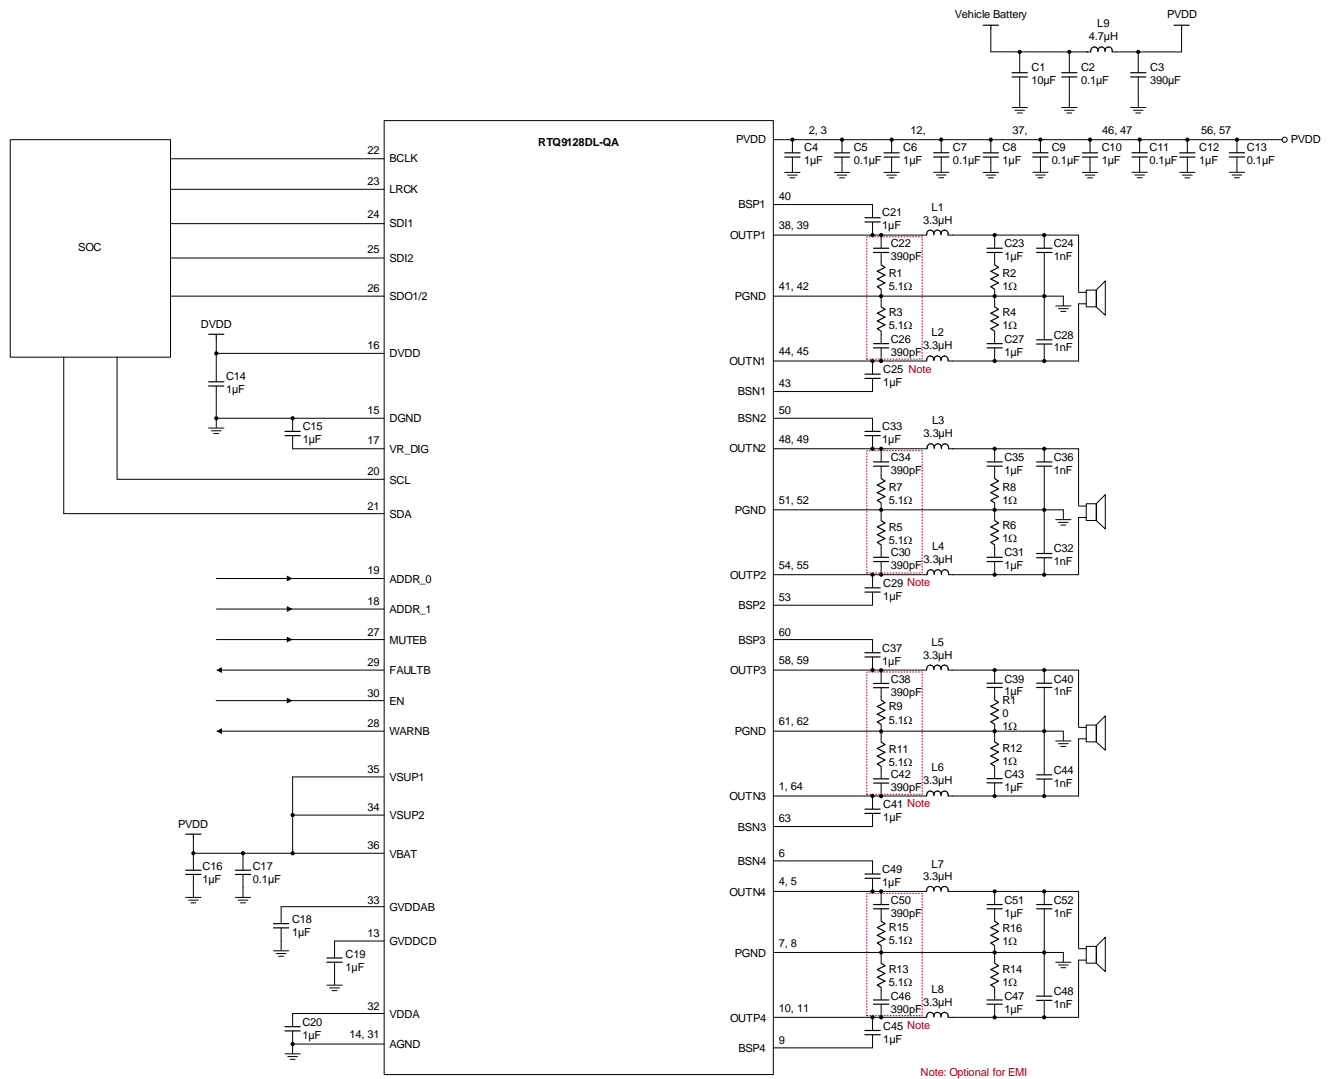 Vehicle Battery
L9
4.7µH
PVDD
C1
10µF
C2
0.1µF
C3
390µF
RTQ9128DL-QA
SOC
22
BCLK
23
LRCK
24
SDI1
25
SDI2
26
SDO1/2
DVDD
16
DVDD
C14
1µF
15
DGND
C15
1µF
17
VR_DIG
20
SCL
21
SDA
19
ADDR_0
18
ADDR_1
27
MUTEB
29
FAULTB
30
EN
28
WARNB
35
VSUP1
34
VSUP2
PVDD
36
VBAT
C16
1µF
C17
0.1µF
33
GVDDAB
C18
1µF
13
GVDDCD
C19
1µF
32
VDDA
C20
1µF
14, 31
AGND
PVDD
2, 3
12,
37,
46, 47
56, 57
PVDD
C4
1µF
C5
0.1µF
C6
1µF
C7
0.1µF
C8
1µF
C9
0.1µF
C10
1µF
C11
0.1µF
C12
1µF
C13
0.1µF
BSP1
40
C21
1µF
L1
3.3µH
OUTP1
38, 39
C22
390pF
R1
5.1Ω
C23
1µF
R2
1Ω
C24
1nF
PGND
41, 42
R3
5.1Ω
C26
390pF
L2
3.3µH
R4
1Ω
C27
1µF
C28
1nF
OUTN1
44, 45
C25
1µF
Note
BSN1
43
BSN2
50
C33
1µF
L3
3.3µH
OUTN2
48, 49
C34
390pF
R7
5.1Ω
C35
1µF
R8
1Ω
C36
1nF
PGND
51, 52
R5
5.1Ω
C30
390pF
L4
3.3µH
R6
1Ω
C31
1µF
C32
1nF
OUTP2
54, 55
C29
1µF
Note
BSP2
53
BSP3
60
C37
1µF
L5
3.3µH
OUTP3
58, 59
C38
390pF
R9
5.1Ω
C39
1µF
R1
0
1Ω
C40
1nF
PGND
61, 62
R11
5.1Ω
C42
390pF
L6
3.3µH
R12
1Ω
C43
1µF
C44
1nF
OUTN3
1, 64
C41
1µF
Note
BSN3
63
BSN4
6
C49
1µF
L7
3.3µH
OUTN4
4, 5
C50
390pF
R15
5.1Ω
C51
1µF
R16
1Ω
C52
1nF
PGND
7, 8
R13
5.1Ω
C46
390pF
L8
3.3µH
R14
1Ω
C47
1µF
C48
1nF
OUTP4
10, 11
C45
1µF
Note
BSP4
9
Note: Optional for EMI